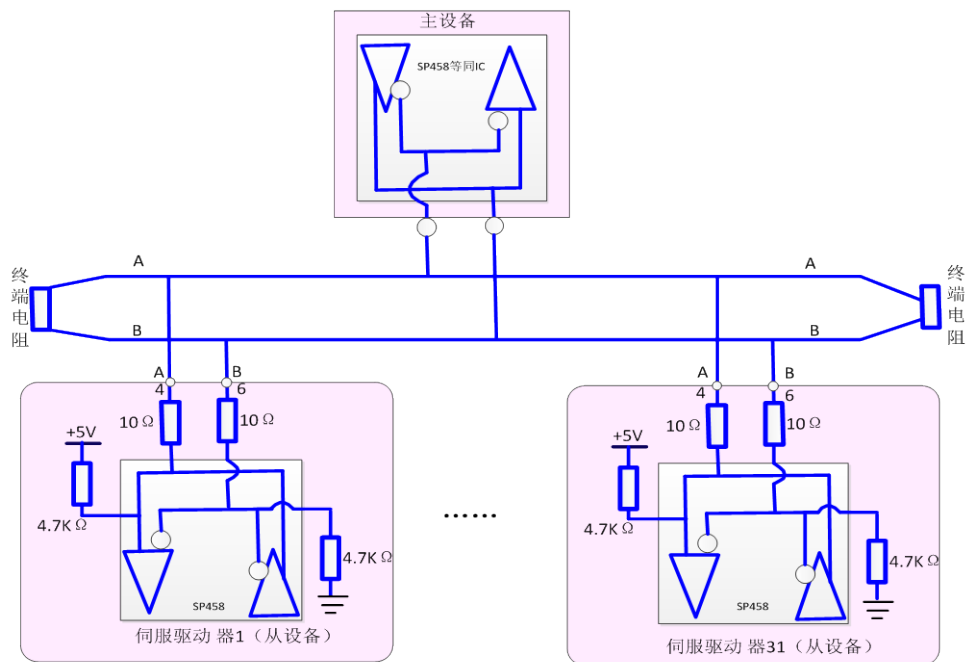 主设备
SP458等同IC
A
A
终端电阻
终端电阻
B
B
A
B
4
6
10Ω
10Ω
+5V
4.7KΩ
4.7KΩ
SP458
伺服驱动 器1（从设备）
……
A
B
4
6
10Ω
10Ω
+5V
4.7KΩ
4.7KΩ
SP458
伺服驱动 器31（从设备）